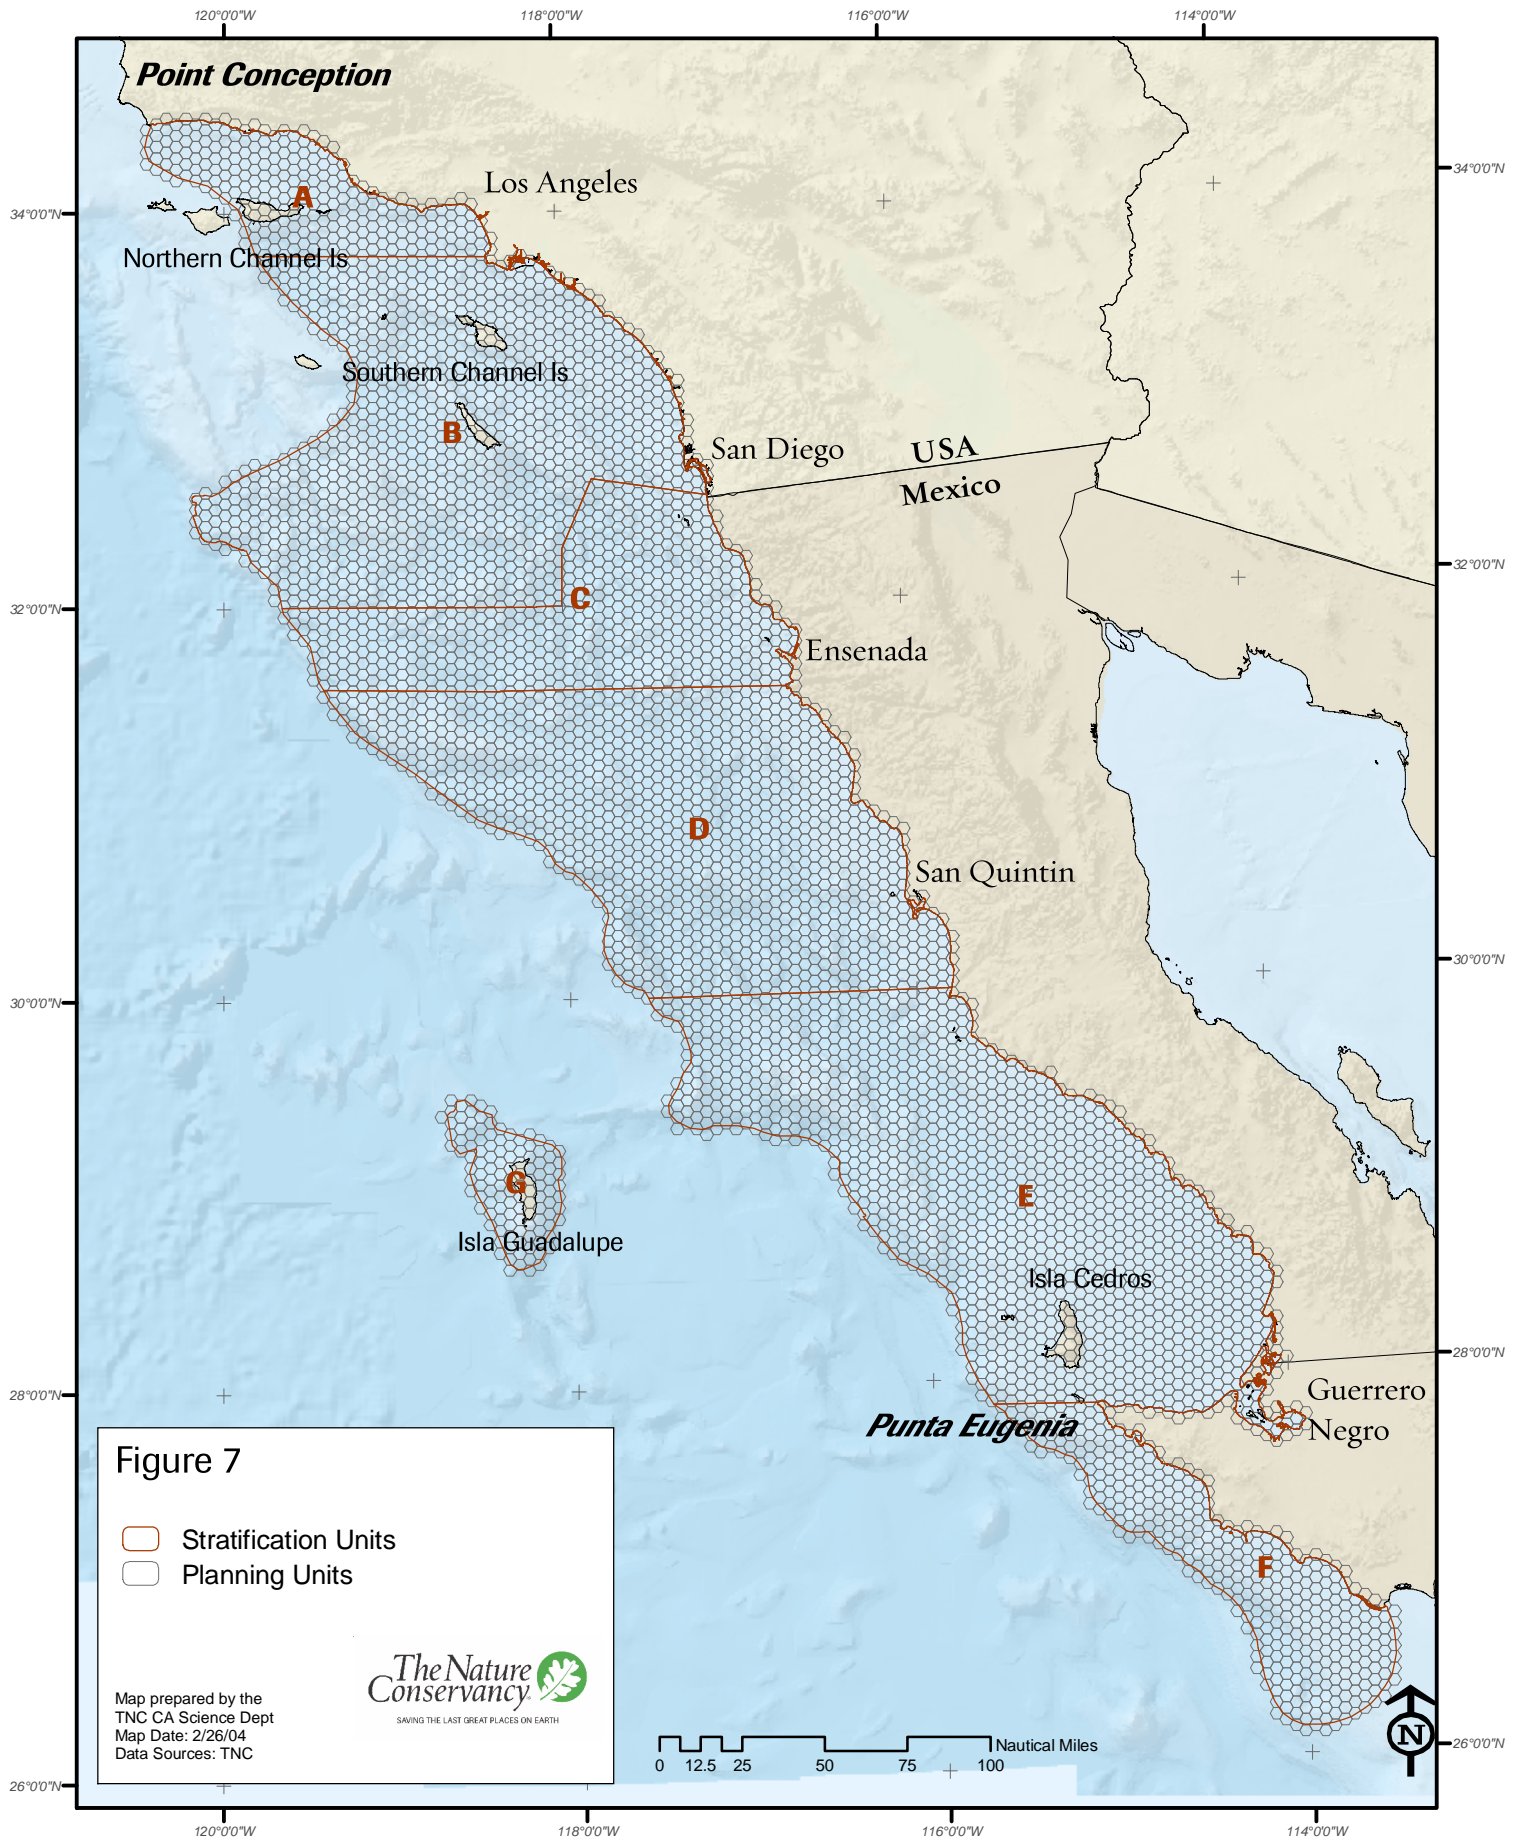 120°0'0"W 118°0'0"W 116°0'0"W 114°0'0"W
Point Conception
34°0'0"N
Los Angeles
A
34°0'0"N
Northern Channel Is
Southern Channel Is
B
San Diego
USA
Mexico
32°0'0"N
C
32°0'0"N
Ensenada
D
San Quintin
30°0'0"N
30°0'0"N
G
E
Isla Guadalupe
Isla Cedros
28°0'0"N
28°0'0"N
Guerrero
Negro
Punta Eugenia
F
Figure 7
Stratification Units
Planning Units
The Nature
Conservancy
SAVING THE LAST GREAT PLACES ON EARTH
Map prepared by the
TNC CA Science Dept
Map Date: 2/26/04
Data Sources: TNC
Nautical Miles
0 12.5 25 50 75 100
N
26°0'0"N
26°0'0"N
120°0'0"W 118°0'0"W 116°0'0"W 114°0'0"W